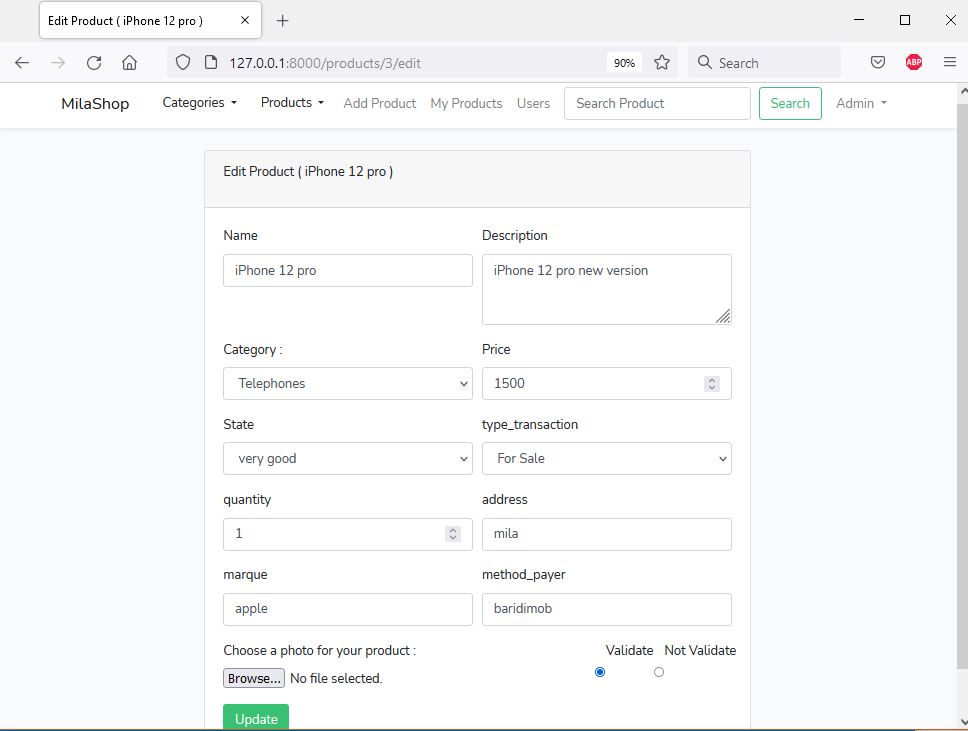 Edit Product ( iPhone 12 pro )
127.0.0.1:8000/products/3/edit 90% Search ABP
MilaShop Categories Products Add Product My Products Users Search Product Search Admin
Edit Product ( iPhone 12 pro )
Name Description
iPhone 12 pro iPhone 12 pro new version
Category : Price
Telephones 1500
State type_transaction
very good For Sale
quantity address
1 mila
marque method_payer
apple baridimob
Choose a photo for your product : Validate Not Validate
Browse... No file selected.
Update